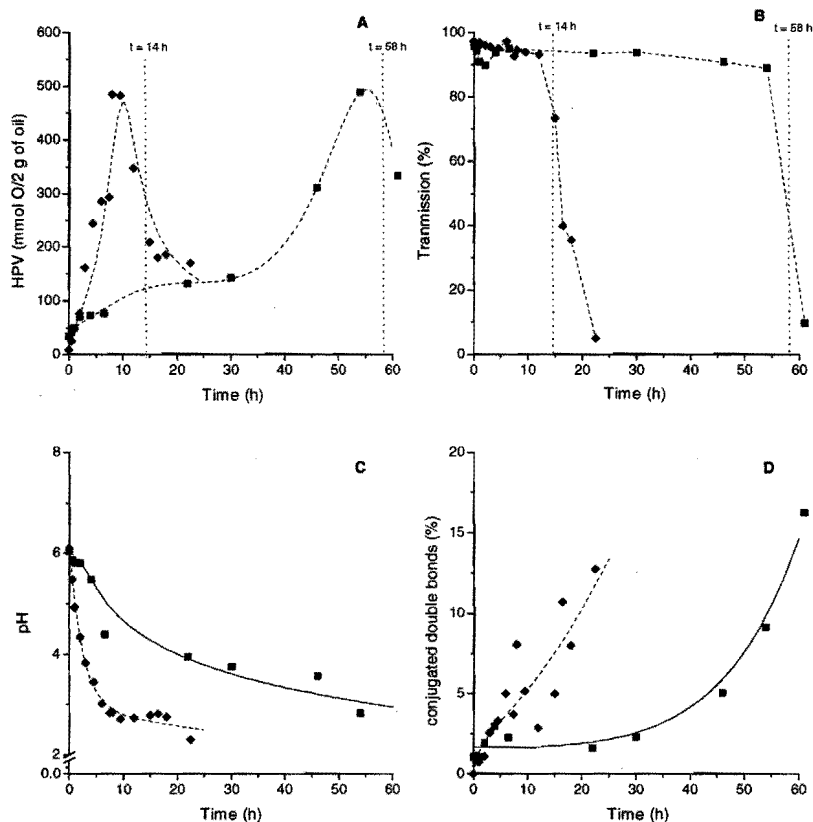 A
t = 14 h
t = 58 h
600
500
400
300
200
100
0
HPV (mmol O/2 g of oil)
0 10 20 30 40 50 60
Time (h)
B
t = 14 h
t = 58 h
100
80
60
40
20
0
Tranmission (%)
0 10 20 30 40 50 60
Time (h)
C
8
6
4
2
0.0
pH
0 10 20 30 40 50 60
Time (h)
D
20
15
10
5
0
conjugated double bonds (%)
0 10 20 30 40 50 60
Time (h)